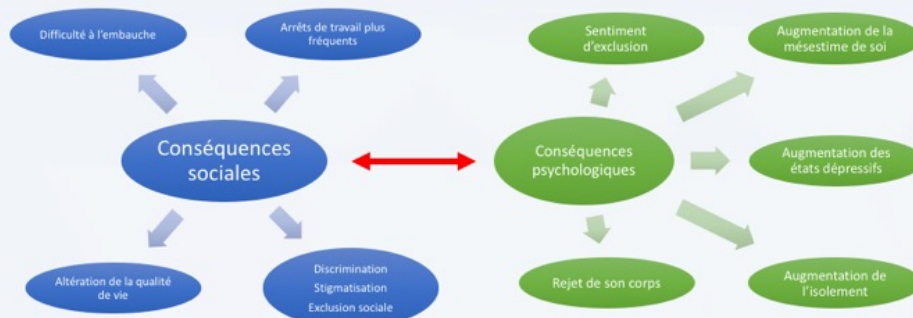 Difficulté à l'embauche
Arrêts de travail plus
fréquents
Sentiment
d'exclusion
Augmentation de la
mésestime de soi
Conséquences
sociales
Conséquences
psychologiques
Augmentation des
états dépressifs
Altération de la qualité
de vie
Discrimination
Stigmatisation
Exclusion sociale
Rejet de son corps
Augmentation de
l'isolement